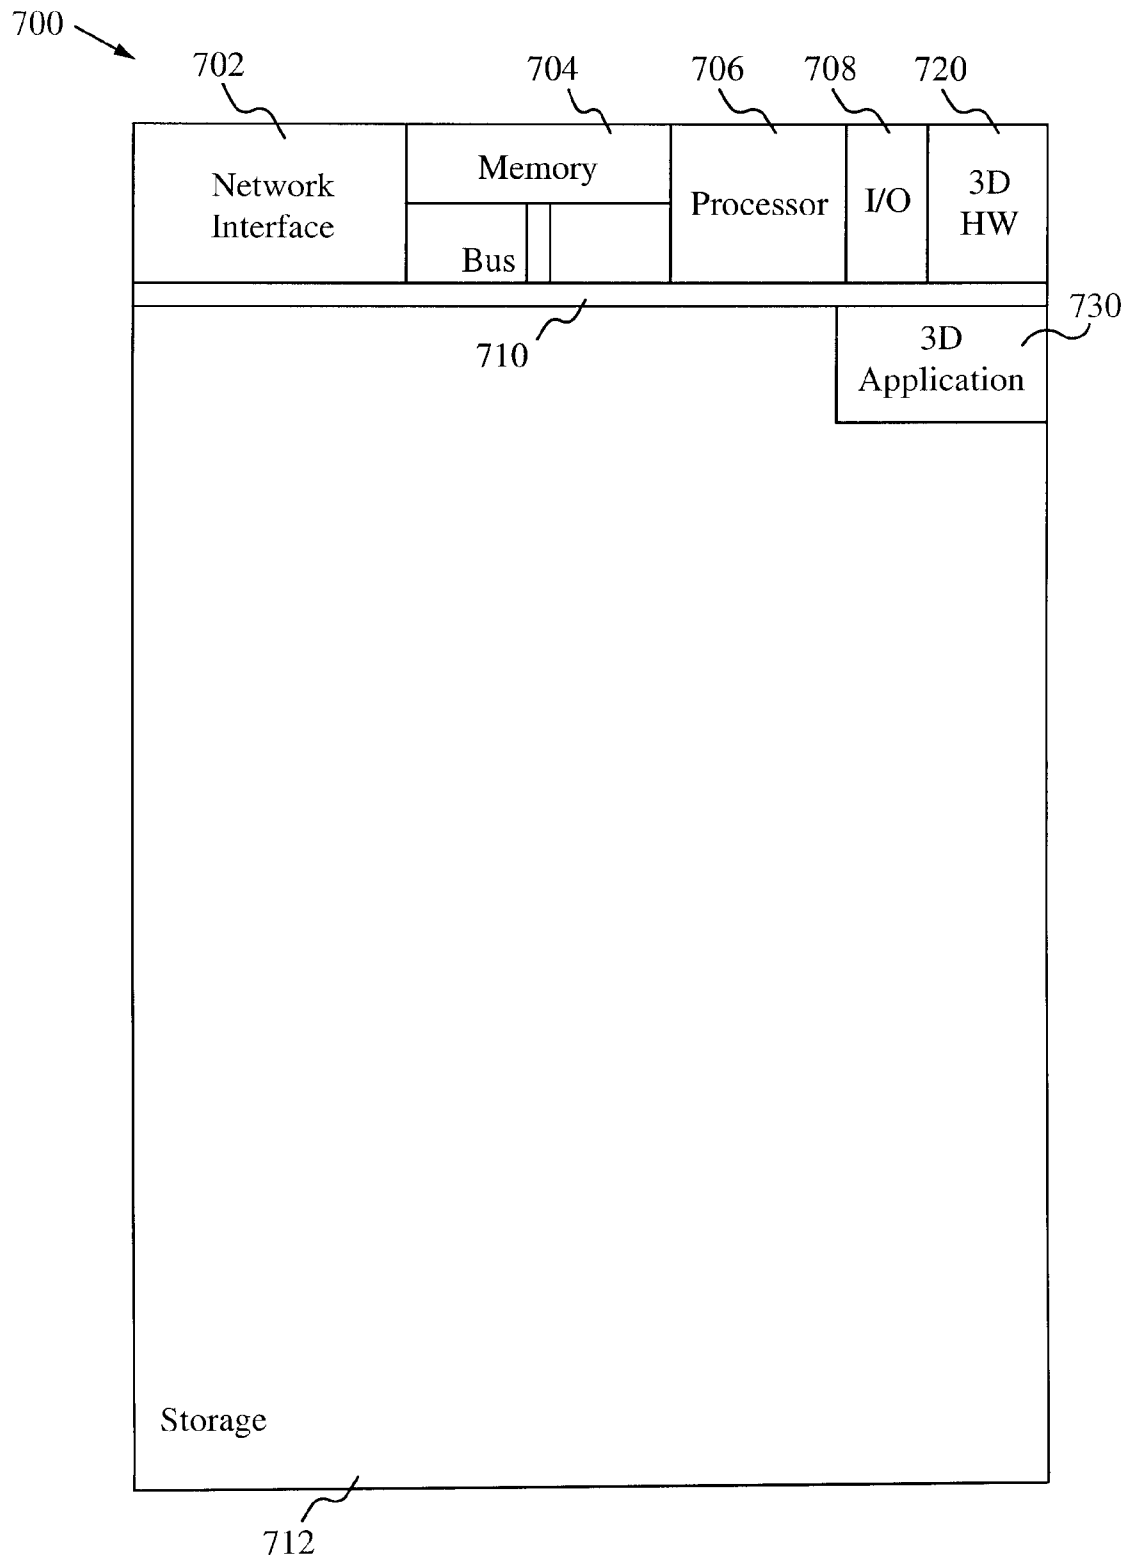 700
702
704
706
708
720
Network
Interface
Memory
Bus
Processor
I/O
3D
HW
710
730
3D
Application
Storage
712